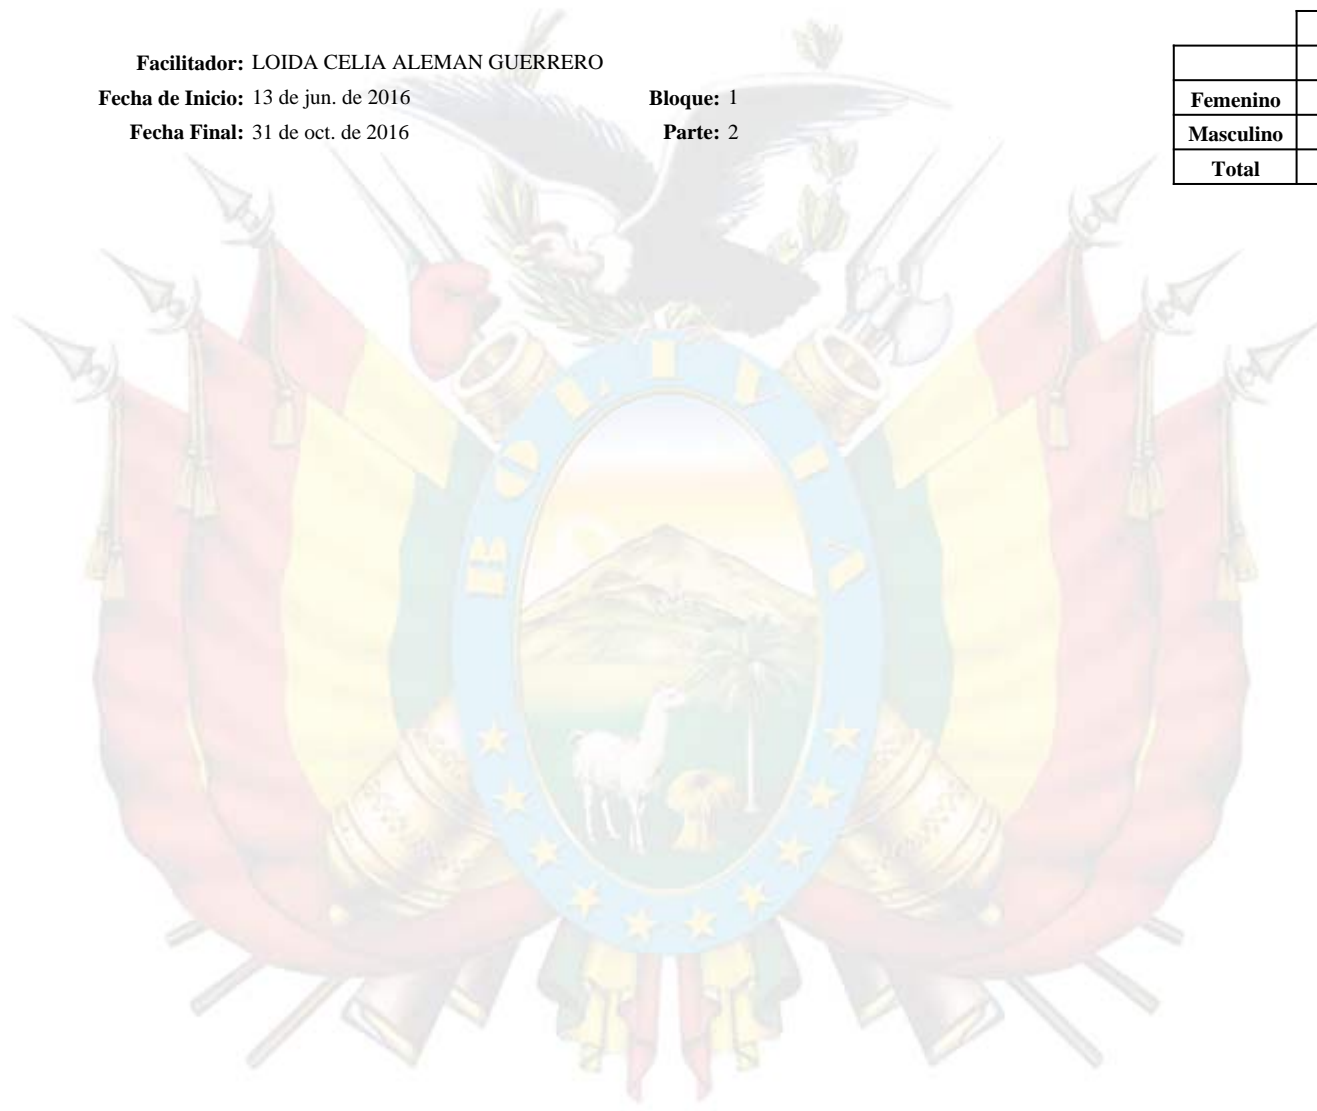 Facilitador: LOIDA CELIA ALEMAN GUERRERO
Fecha de Inicio: 13 de jun. de 2016 Bloque: 1
Fecha Final: 31 de oct. de 2016 Parte: 2
Femenino
Masculino
Total
BOLIVIA